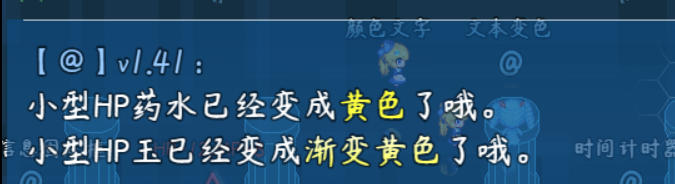 颜色文字 文本变色
【@】v1.41：
@
小型HP药水已经变成黄色了哦。
小型HP玉已经变成渐变黄色了哦。
时间计时器
@
@